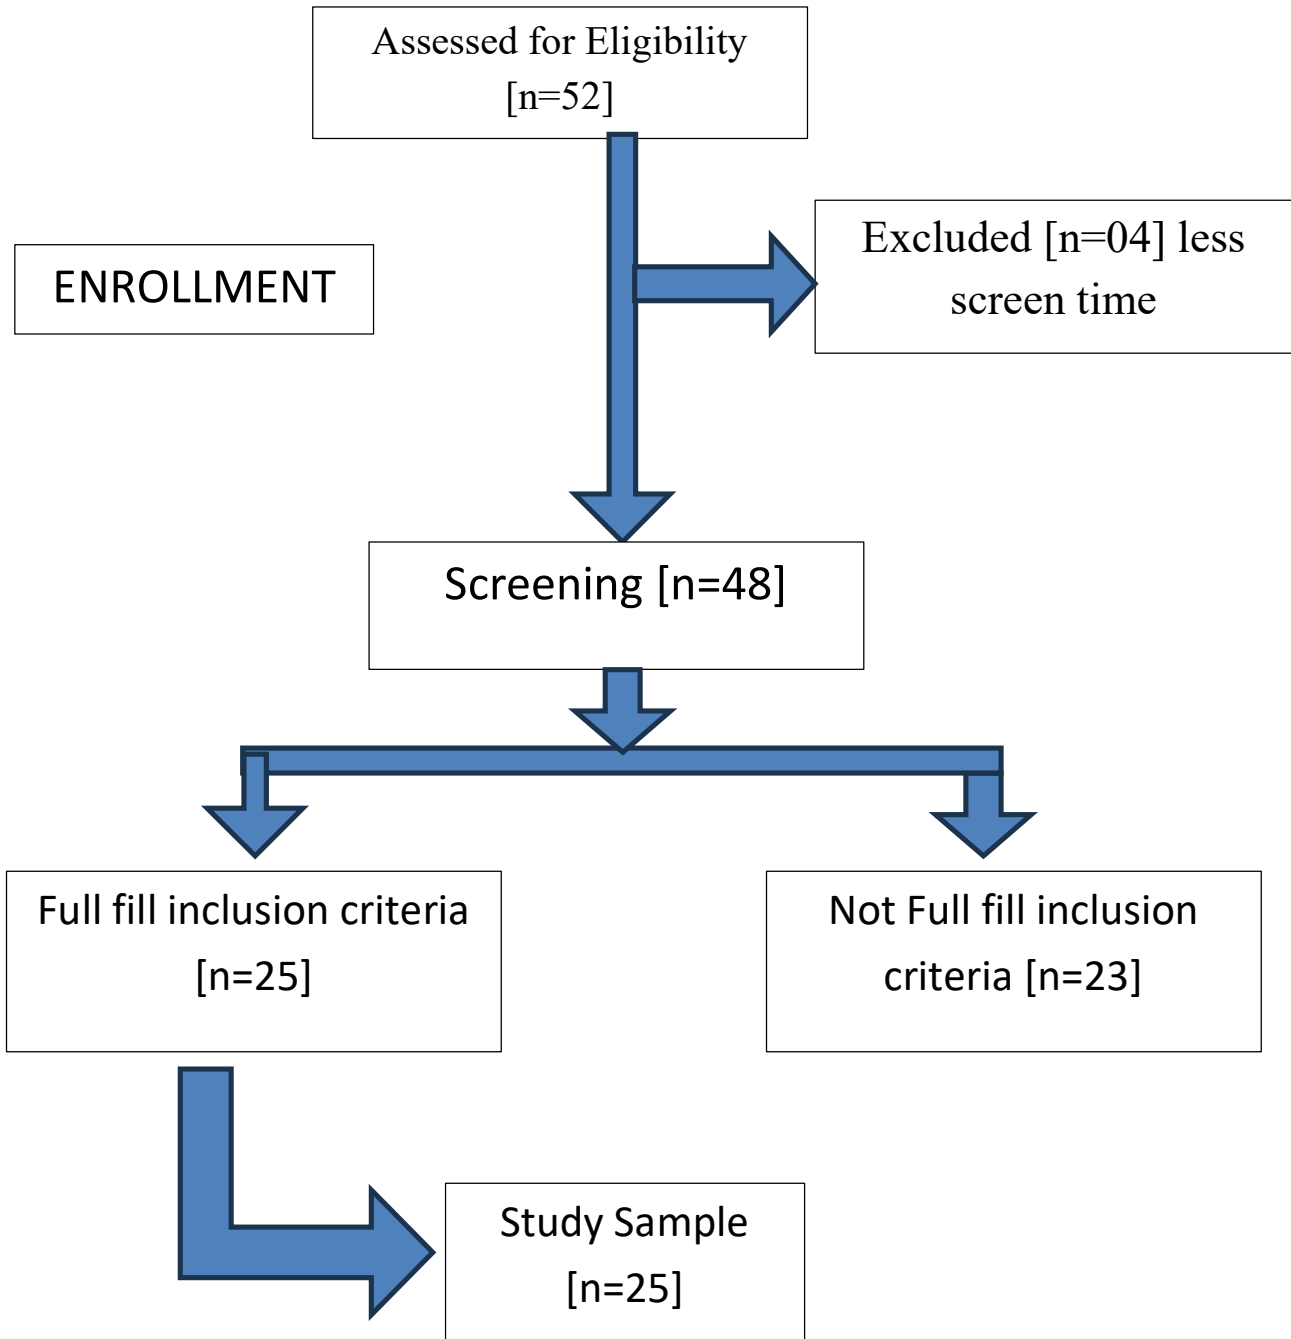 Assessed for Eligibility
[n=52]
Excluded [n=04] less
screen time
ENROLLMENT
Screening [n=48]
Full fill inclusion criteria
[n=25]
Not Full fill inclusion
criteria [n=23]
Study Sample
[n=25]